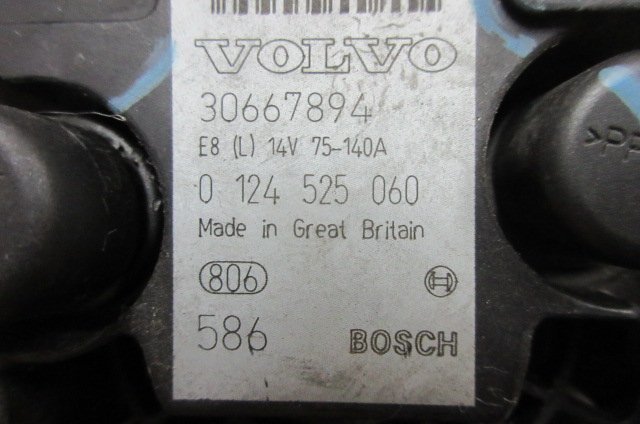 VOLVO
30667894
E8 (L) 14V 75-140A
0 124 525 060
Made in Great Britain
806
586 BOSCH